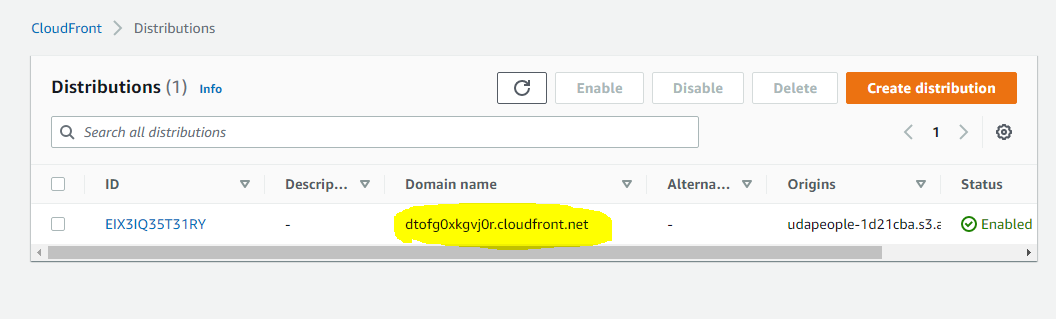 CloudFront > Distributions
Distributions (1) Info
Enable Disable Delete Create distribution
Search all distributions
1
ID Descrip... Domain name Alterna... Origins Status
EIX3IQ35T31RY - dtofg0xkgvj0r.cloudfront.net - udapeople-1d21cba.s3.a Enabled